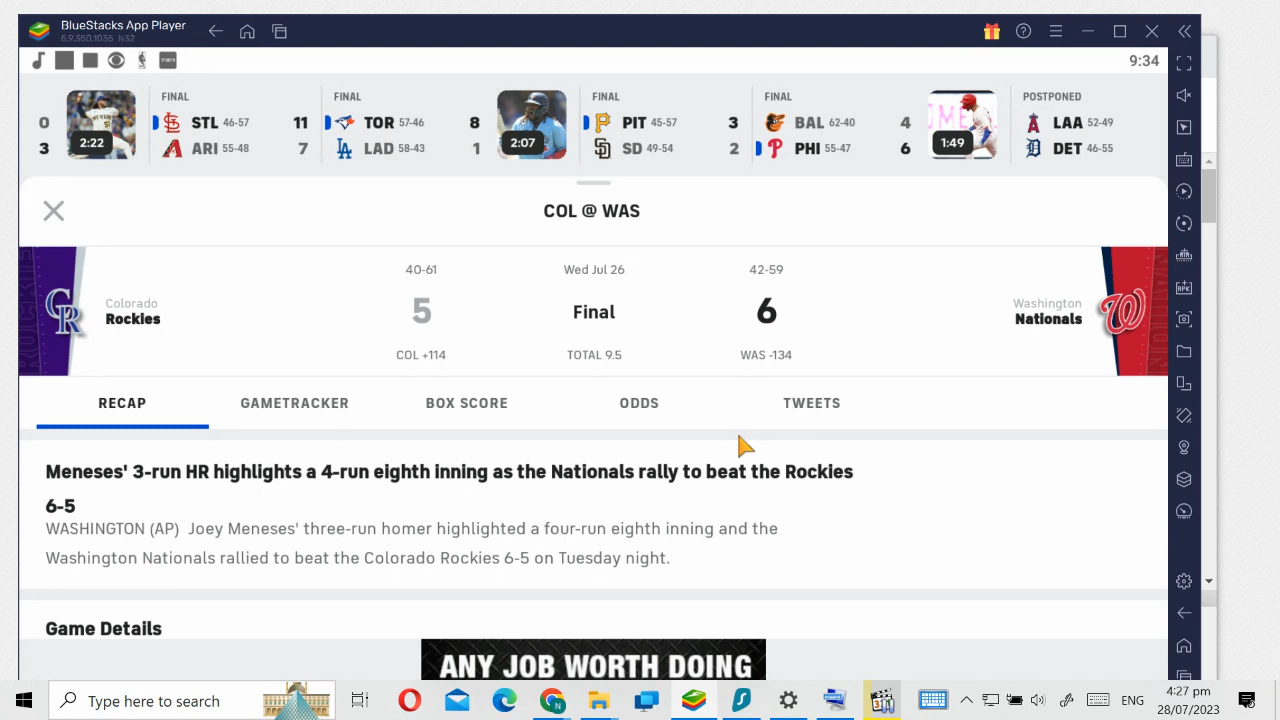 BlueStacks App Player
5.9.350.1035 N32
9:34
0
3
2:22
FINAL
STL 46-57 11
ARI 55-48 7
FINAL
TOR 57-46 8
LAD 58-43 1
2:07
FINAL
PIT 45-57 3
SD 49-54 2
FINAL
BAL 62-40 4
PHI 55-47 6
1:49
POSTPONED
LAA 52-49
DET 46-55
COL @ WAS
40-61 Wed Jul 26 42-59
Colorado
Rockies
5 Final 6
Washington
Nationals
COL +114 TOTAL 9.5 WAS -134
RECAP GAMETRACKER BOX SCORE ODDS TWEETS
Meneses' 3-run HR highlights a 4-run eighth inning as the Nationals rally to beat the Rockies
6-5
WASHINGTON (AP) Joey Meneses' three-run homer highlighted a four-run eighth inning and the
Washington Nationals rallied to beat the Colorado Rockies 6-5 on Tuesday night.
Game Details
ANY JOB WORTH DOING
Type here to search
ENG
4:27 pm
28/07/2023